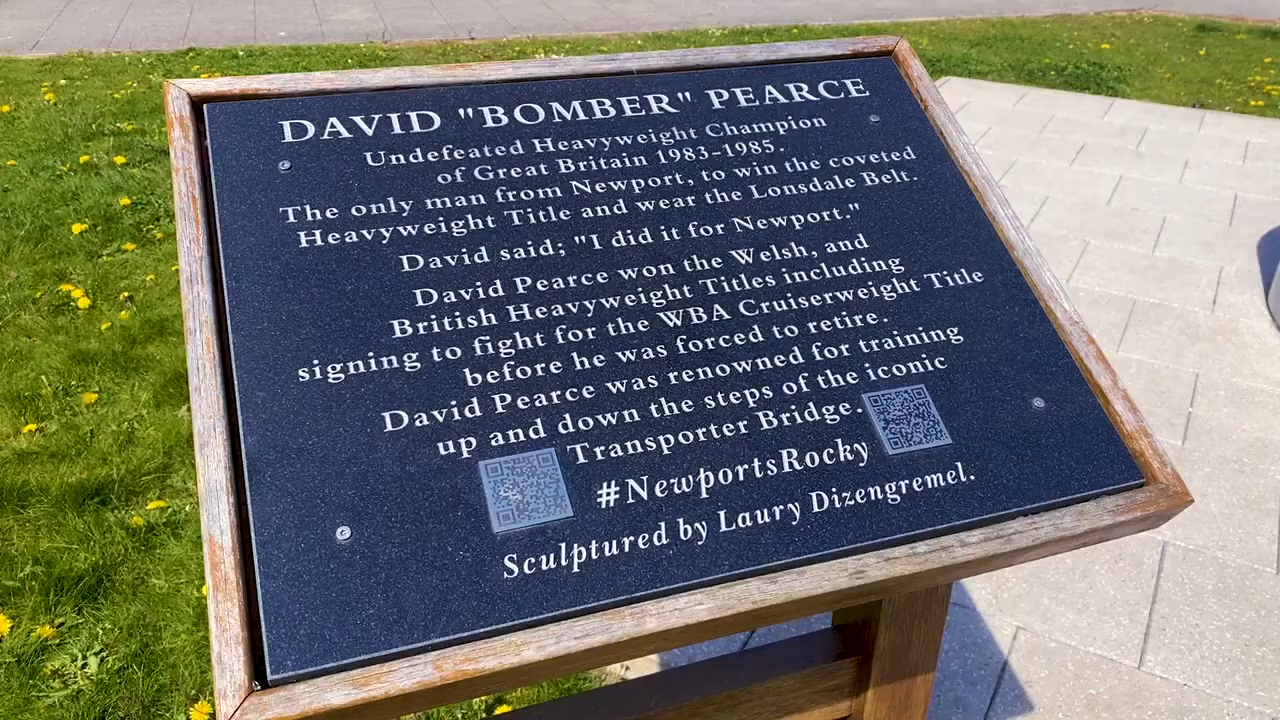 DAVID "BOMBER" PEARCE
Undefeated Heavyweight Champion
of Great Britain 1983-1985.
The only man from Newport, to win the coveted
Heavyweight Title and wear the Lonsdale Belt.
David said; "I did it for Newport."
David Pearce won the Welsh, and
British Heavyweight Titles including
signing to fight for the WBA Cruiserweight Title
before he was forced to retire.
David Pearce was renowned for training
up and down the steps of the iconic
Transporter Bridge.
#NewportsRocky
Sculptured by Laury Dizengremel.